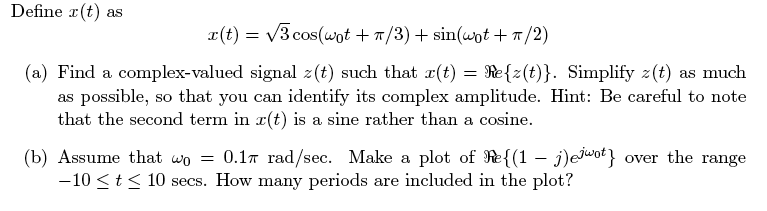 Define x(t) as
x(t) = √3 cos(ω₀t + π/3) + sin(ω₀t + π/2)
(a) Find a complex-valued signal z(t) such that x(t) = ℜe{z(t)}. Simplify z(t) as much
as possible, so that you can identify its complex amplitude. Hint: Be careful to note
that the second term in x(t) is a sine rather than a cosine.
(b) Assume that ω₀ = 0.1π rad/sec. Make a plot of ℜe{(1 − j)e^{jω₀t}} over the range
−10 ≤ t ≤ 10 secs. How many periods are included in the plot?